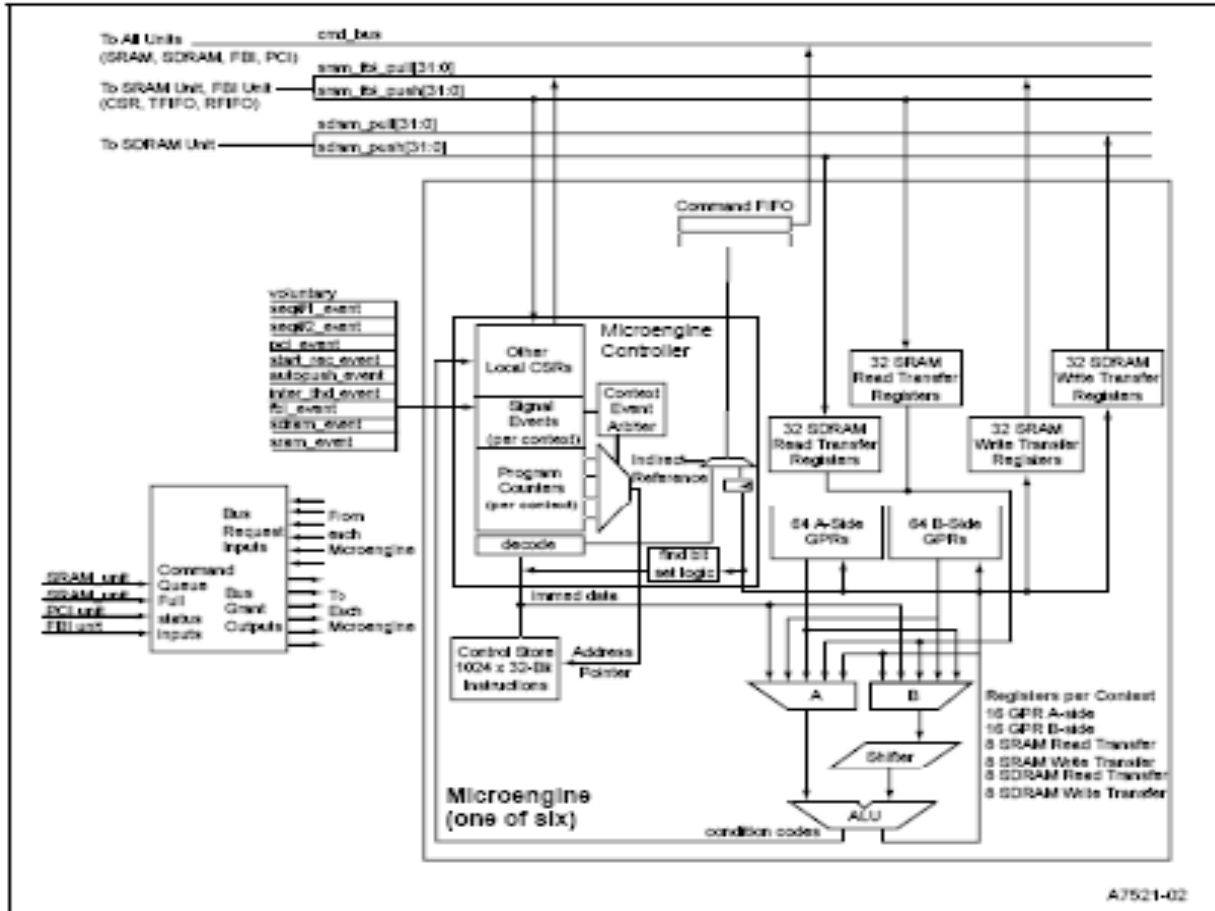 To All Units
(SRAM, SDRAM, FBI, PCI)
cmd_bus
sram_fbi_pull[31:0]
To SRAM Unit, FBI Unit
(CSR, TFIFO, RFIFO)
sram_fbi_push[31:0]
sdram_pull[31:0]
To SDRAM Unit
sdram_push[31:0]
Command FIFO
voluntary
seq#1_event
seq#2_event
pci_event
start_rec_event
autopush_event
inter_thd_event
fbi_event
sdram_event
sram_event
Other
Local CSRs
Microengine
Controller
Signal
Events
(per context)
Context
Event
Arbiter
Program
Counters
(per context)
Indirect
Reference
decode
find bit
set logic
32 SRAM
Read Transfer
Registers
32 SDRAM
Write Transfer
Registers
32 SDRAM
Read Transfer
Registers
32 SRAM
Write Transfer
Registers
64 A-Side
GPRs
64 B-Side
GPRs
Bus
Request
Inputs
From
each
Microengine
SRAM_unit
SRAM_unit
PCI unit
FBI unit
Command
Queue
Full
status
inputs
Bus
Grant
Outputs
To
Each
Microengine
immed data
Control Store
1024 x 32-Bit
Instructions
Address
Pointer
A
B
Shifter
ALU
condition codes
Registers per Context
16 GPR A-side
16 GPR B-side
8 SRAM Read Transfer
8 SRAM Write Transfer
8 SDRAM Read Transfer
8 SDRAM Write Transfer
Microengine
(one of six)
A7521-02